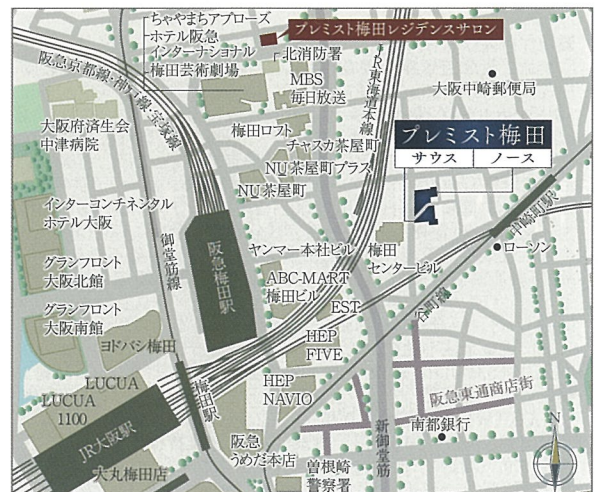 ちゃやまちアプローズ
ホテル阪急
インターナショナル
梅田芸術劇場
プレミスト梅田レジデンスサロン
北消防署
MBS
毎日放送
阪急京都線・神戸線・宝塚線
JR東海道本線
大阪中崎郵便局
大阪府済生会
中津病院
梅田ロフト
チャスカ茶屋町
NU茶屋町プラス
NU茶屋町
プレミスト梅田
サウス
ノース
インターコンチネンタル
ホテル大阪
御堂筋線
阪急梅田駅
ヤンマー本社ビル
梅田
センタービル
中崎町駅
ローソン
グランフロント
大阪北館
ABC-MART
梅田ビル
EST
谷町線
グランフロント
大阪南館
ヨドバシ梅田
HEP
FIVE
LUCUA
LUCUA
1100
梅田駅
HEP
NAVIO
阪急東通商店街
JR大阪駅
阪急
うめだ本店
新御堂筋
南都銀行
大丸梅田店
曽根崎
警察署
N